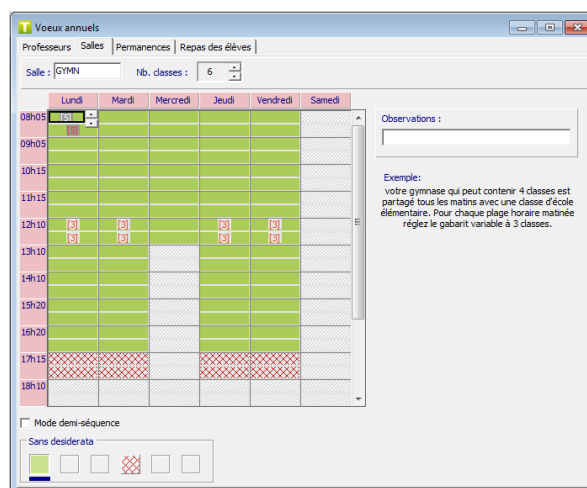 Voeux annuels
Professeurs Salles Permanences Repas des élèves
Salle : GYMN Nb. classes : 6
Lundi Mardi Mercredi Jeudi Vendredi Samedi
08h05 [5]
[5]
09h05
10h15
11h15
12h10 [3] [3] [3] [3]
[3] [3] [3] [3]
13h10
14h10
15h20
16h20
17h15
18h10
Observations :
Exemple:
votre gymnase qui peut contenir 4 classes est
partagé tous les matins avec une classe d'école
élémentaire. Pour chaque plage horaire matinée
réglez le gabarit variable à 3 classes.
Mode demi-séquence
Sans desiderata